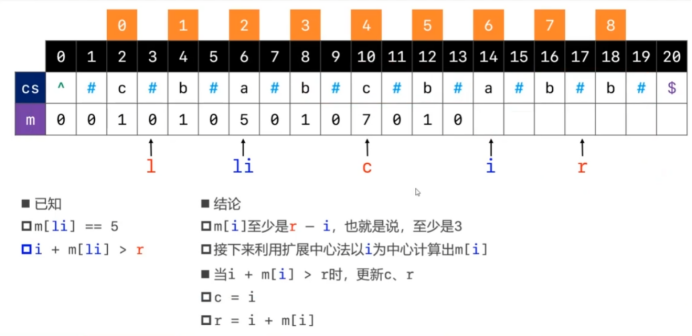 0 1 2 3 4 5 6 7 8
0 1 2 3 4 5 6 7 8 9 10 11 12 13 14 15 16 17 18 19 20
cs ^ # c # b # a # b # c # b # a # b # b # $
m 0 0 1 0 1 0 5 0 1 0 7 0 1 0
l li c i r
■ 已知
□m[li] == 5
□i + m[li] > r
■ 结论
□m[i]至少是r - i，也就是说，至少是3
□接下来利用扩展中心法以i为中心计算出m[i]
■ 当i + m[i] > r时，更新c、r
□c = i
□r = i + m[i]